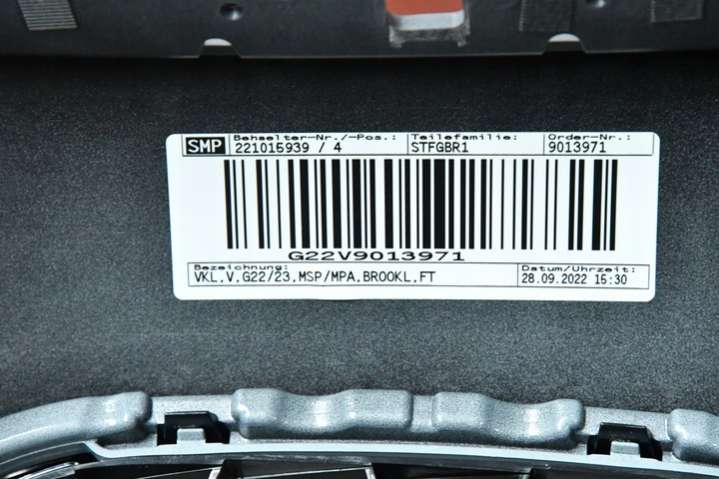 SMP Behaelter-Nr./-Pos.: Teilefamilie: Order-Nr.:
221015939 / 4 STFGBR1 9013971
G22V9013971
Bezeichnung: Datum/Uhrzeit:
VKL.V.G22/23.MSP/MPA.BROOKL.FT 28.09.2022 15:30